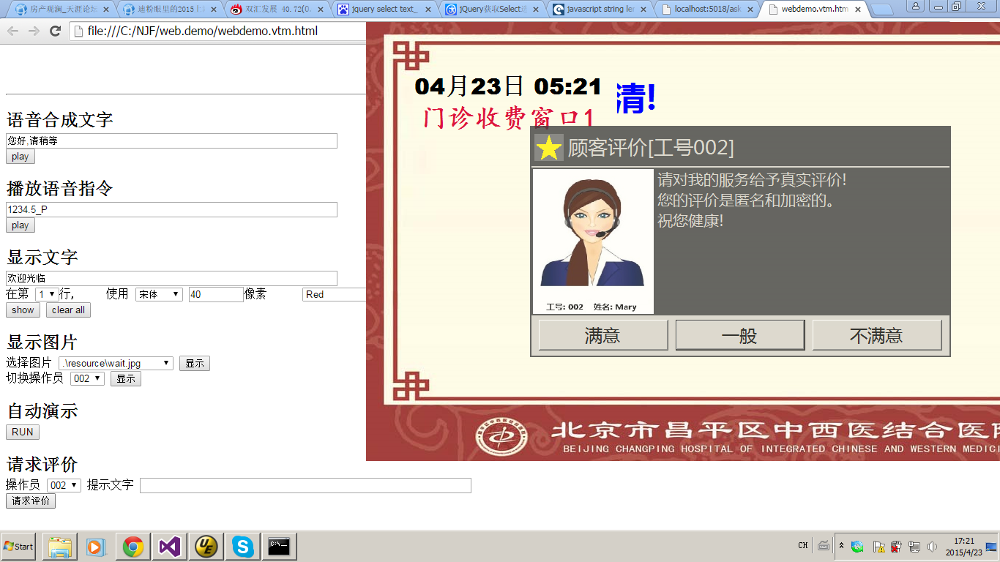 房产观澜_天涯论坛
迪粉眼里的2015上
双汇发展 40.72(0.
jquery select text_
jQuery获取Select选
javascript string ler
localhost:5018/ask
webdemo.vtm.htm
file:///C:/NJF/web.demo/webdemo.vtm.html
04月23日 05:21
清!
门诊收费窗口1
语音合成文字
您好,请稍等
play
播放语音指令
1234.5_P
play
显示文字
欢迎光临
在第 1 行, 使用 宋体 40 像素 Red
show clear all
显示图片
选择图片 .\resource\wait.jpg 显示
切换操作员 002 显示
自动演示
RUN
请求评价
操作员 002 提示文字
请求评价
顾客评价[工号002]
请对我的服务给予真实评价!
您的评价是匿名和加密的。
祝您健康!
工号: 002 姓名: Mary
满意 一般 不满意
北京市昌平区中西医结合医
BEIJING CHANGPING HOSPITAL OF INTEGRATED CHINESE AND WESTERN MEDICI
Start
UE
C:\
CH
17:21
2015/4/23